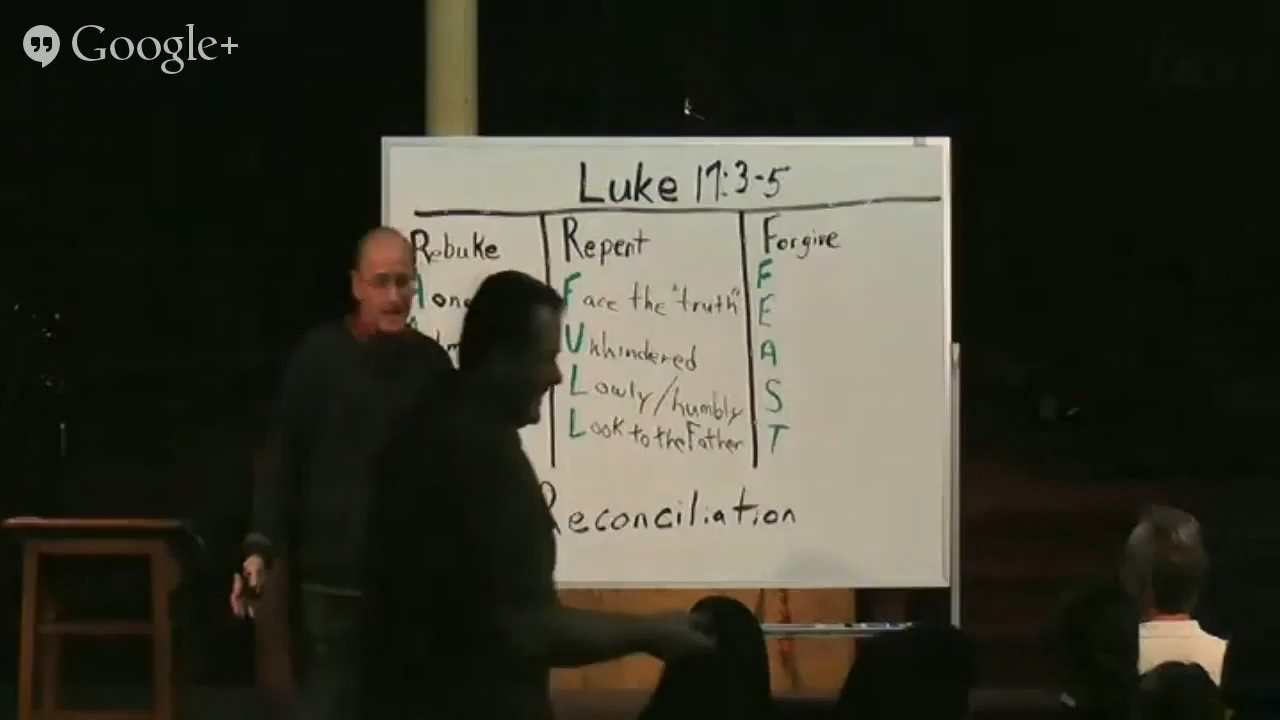 Google+
Luke 17:3-5
Rebuke
Repent
Forgive
Face the "truth"
Unhindered
Lowly/humbly
Look to the Father
F
E
A
S
T
Reconciliation